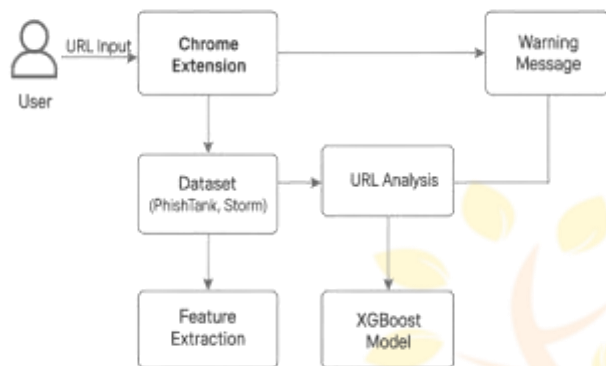 URL Input
User
Chrome
Extension
Warning
Message
Dataset
(PhishTank, Storm)
URL Analysis
Feature
Extraction
XGBoost
Model